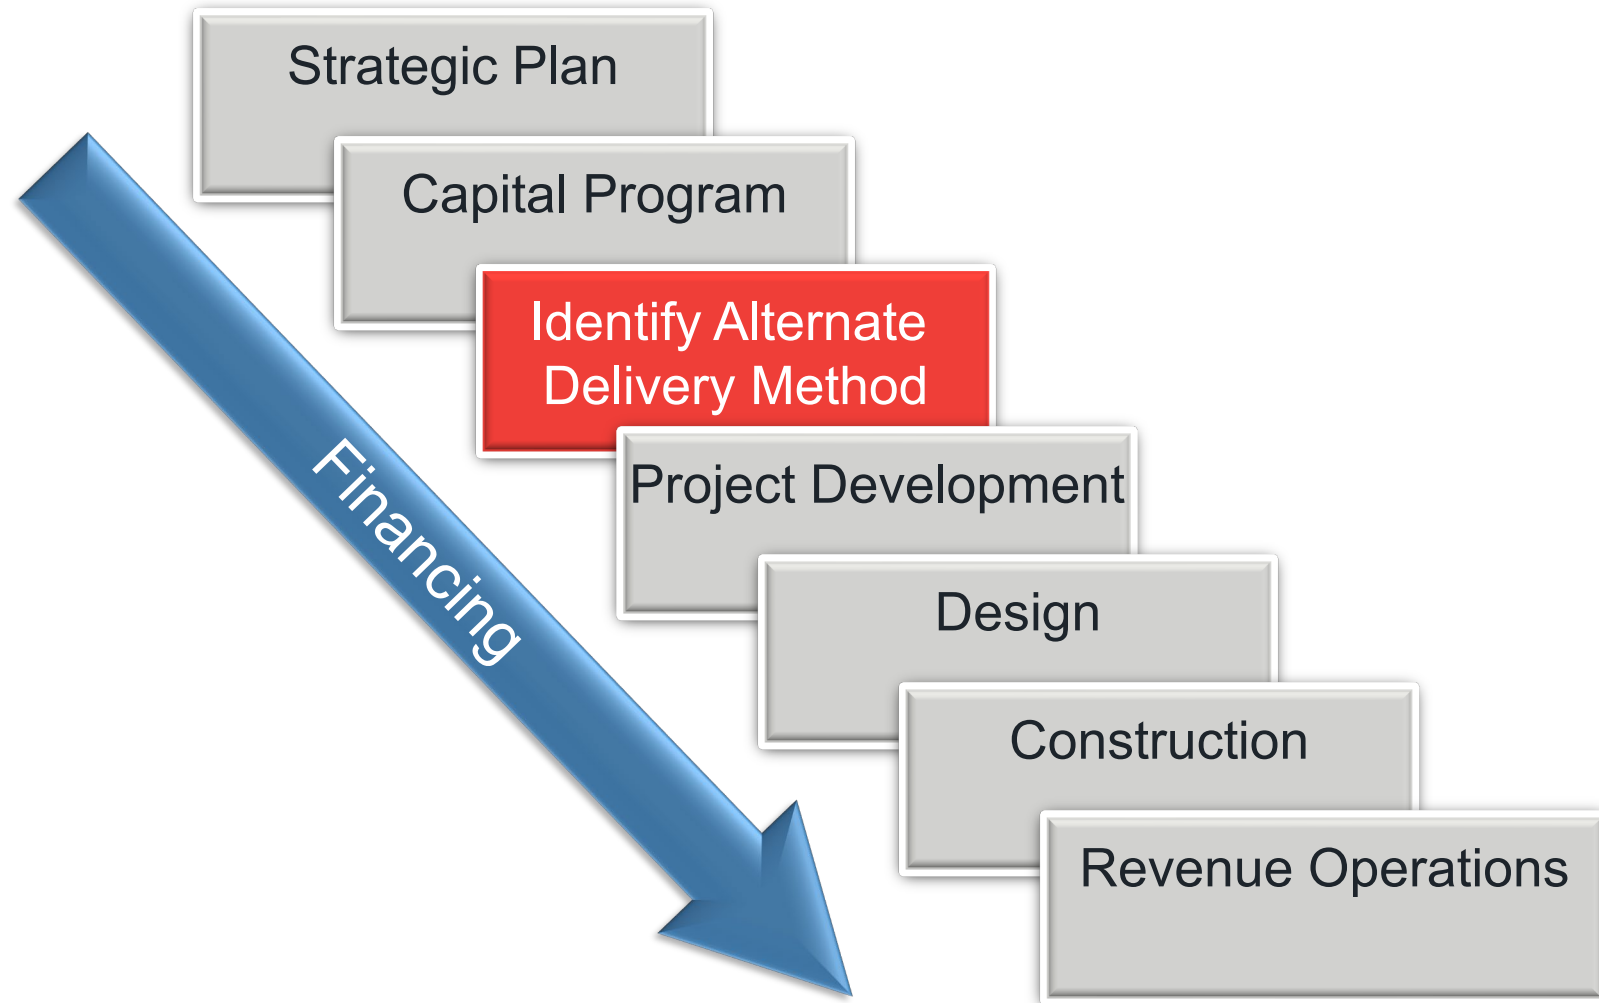 Strategic Plan
Capital Program
Identify Alternate
Delivery Method
Project Development
Design
Construction
Revenue Operations
Financing